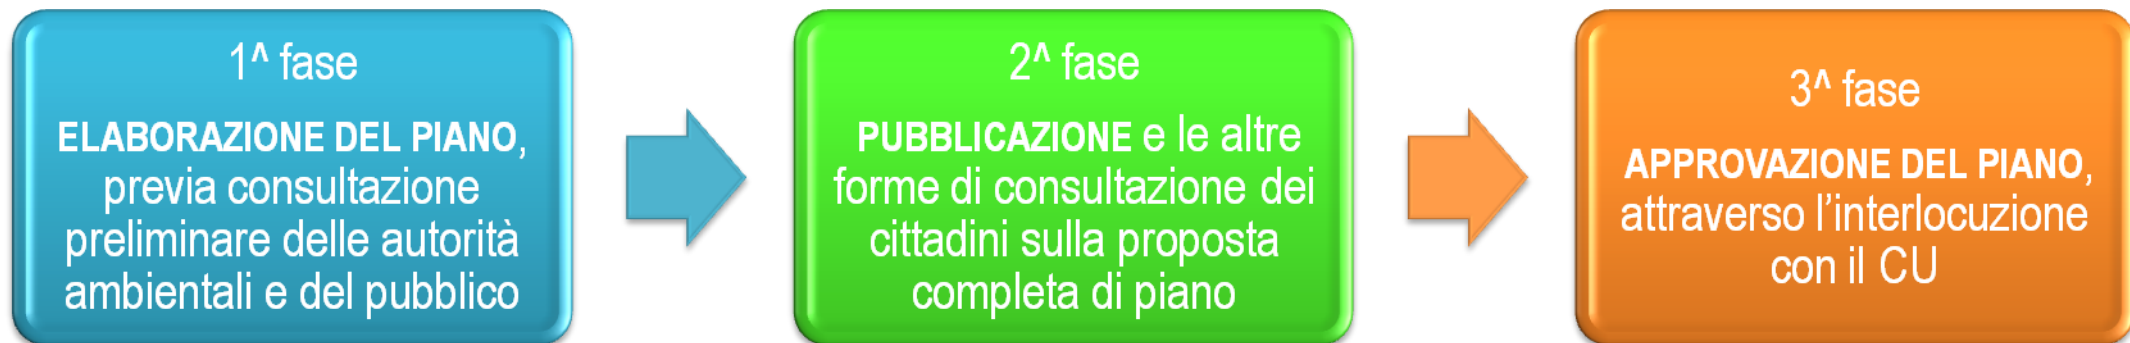 1^ fase
ELABORAZIONE DEL PIANO,
previa consultazione
preliminare delle autorità
ambientali e del pubblico
2^ fase
PUBBLICAZIONE e le altre
forme di consultazione dei
cittadini sulla proposta
completa di piano
3^ fase
APPROVAZIONE DEL PIANO,
attraverso l'interlocuzione
con il CU